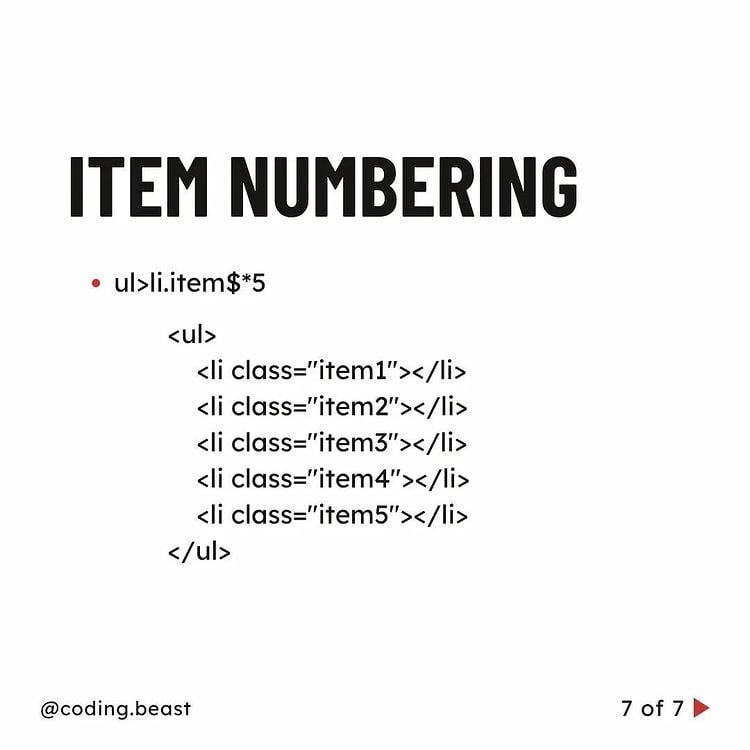 ITEM NUMBERING
• ul>li.item$*5
<ul>
<li class="item1"></li>
<li class="item2"></li>
<li class="item3"></li>
<li class="item4"></li>
<li class="item5"></li>
</ul>
@coding.beast
7 of 7